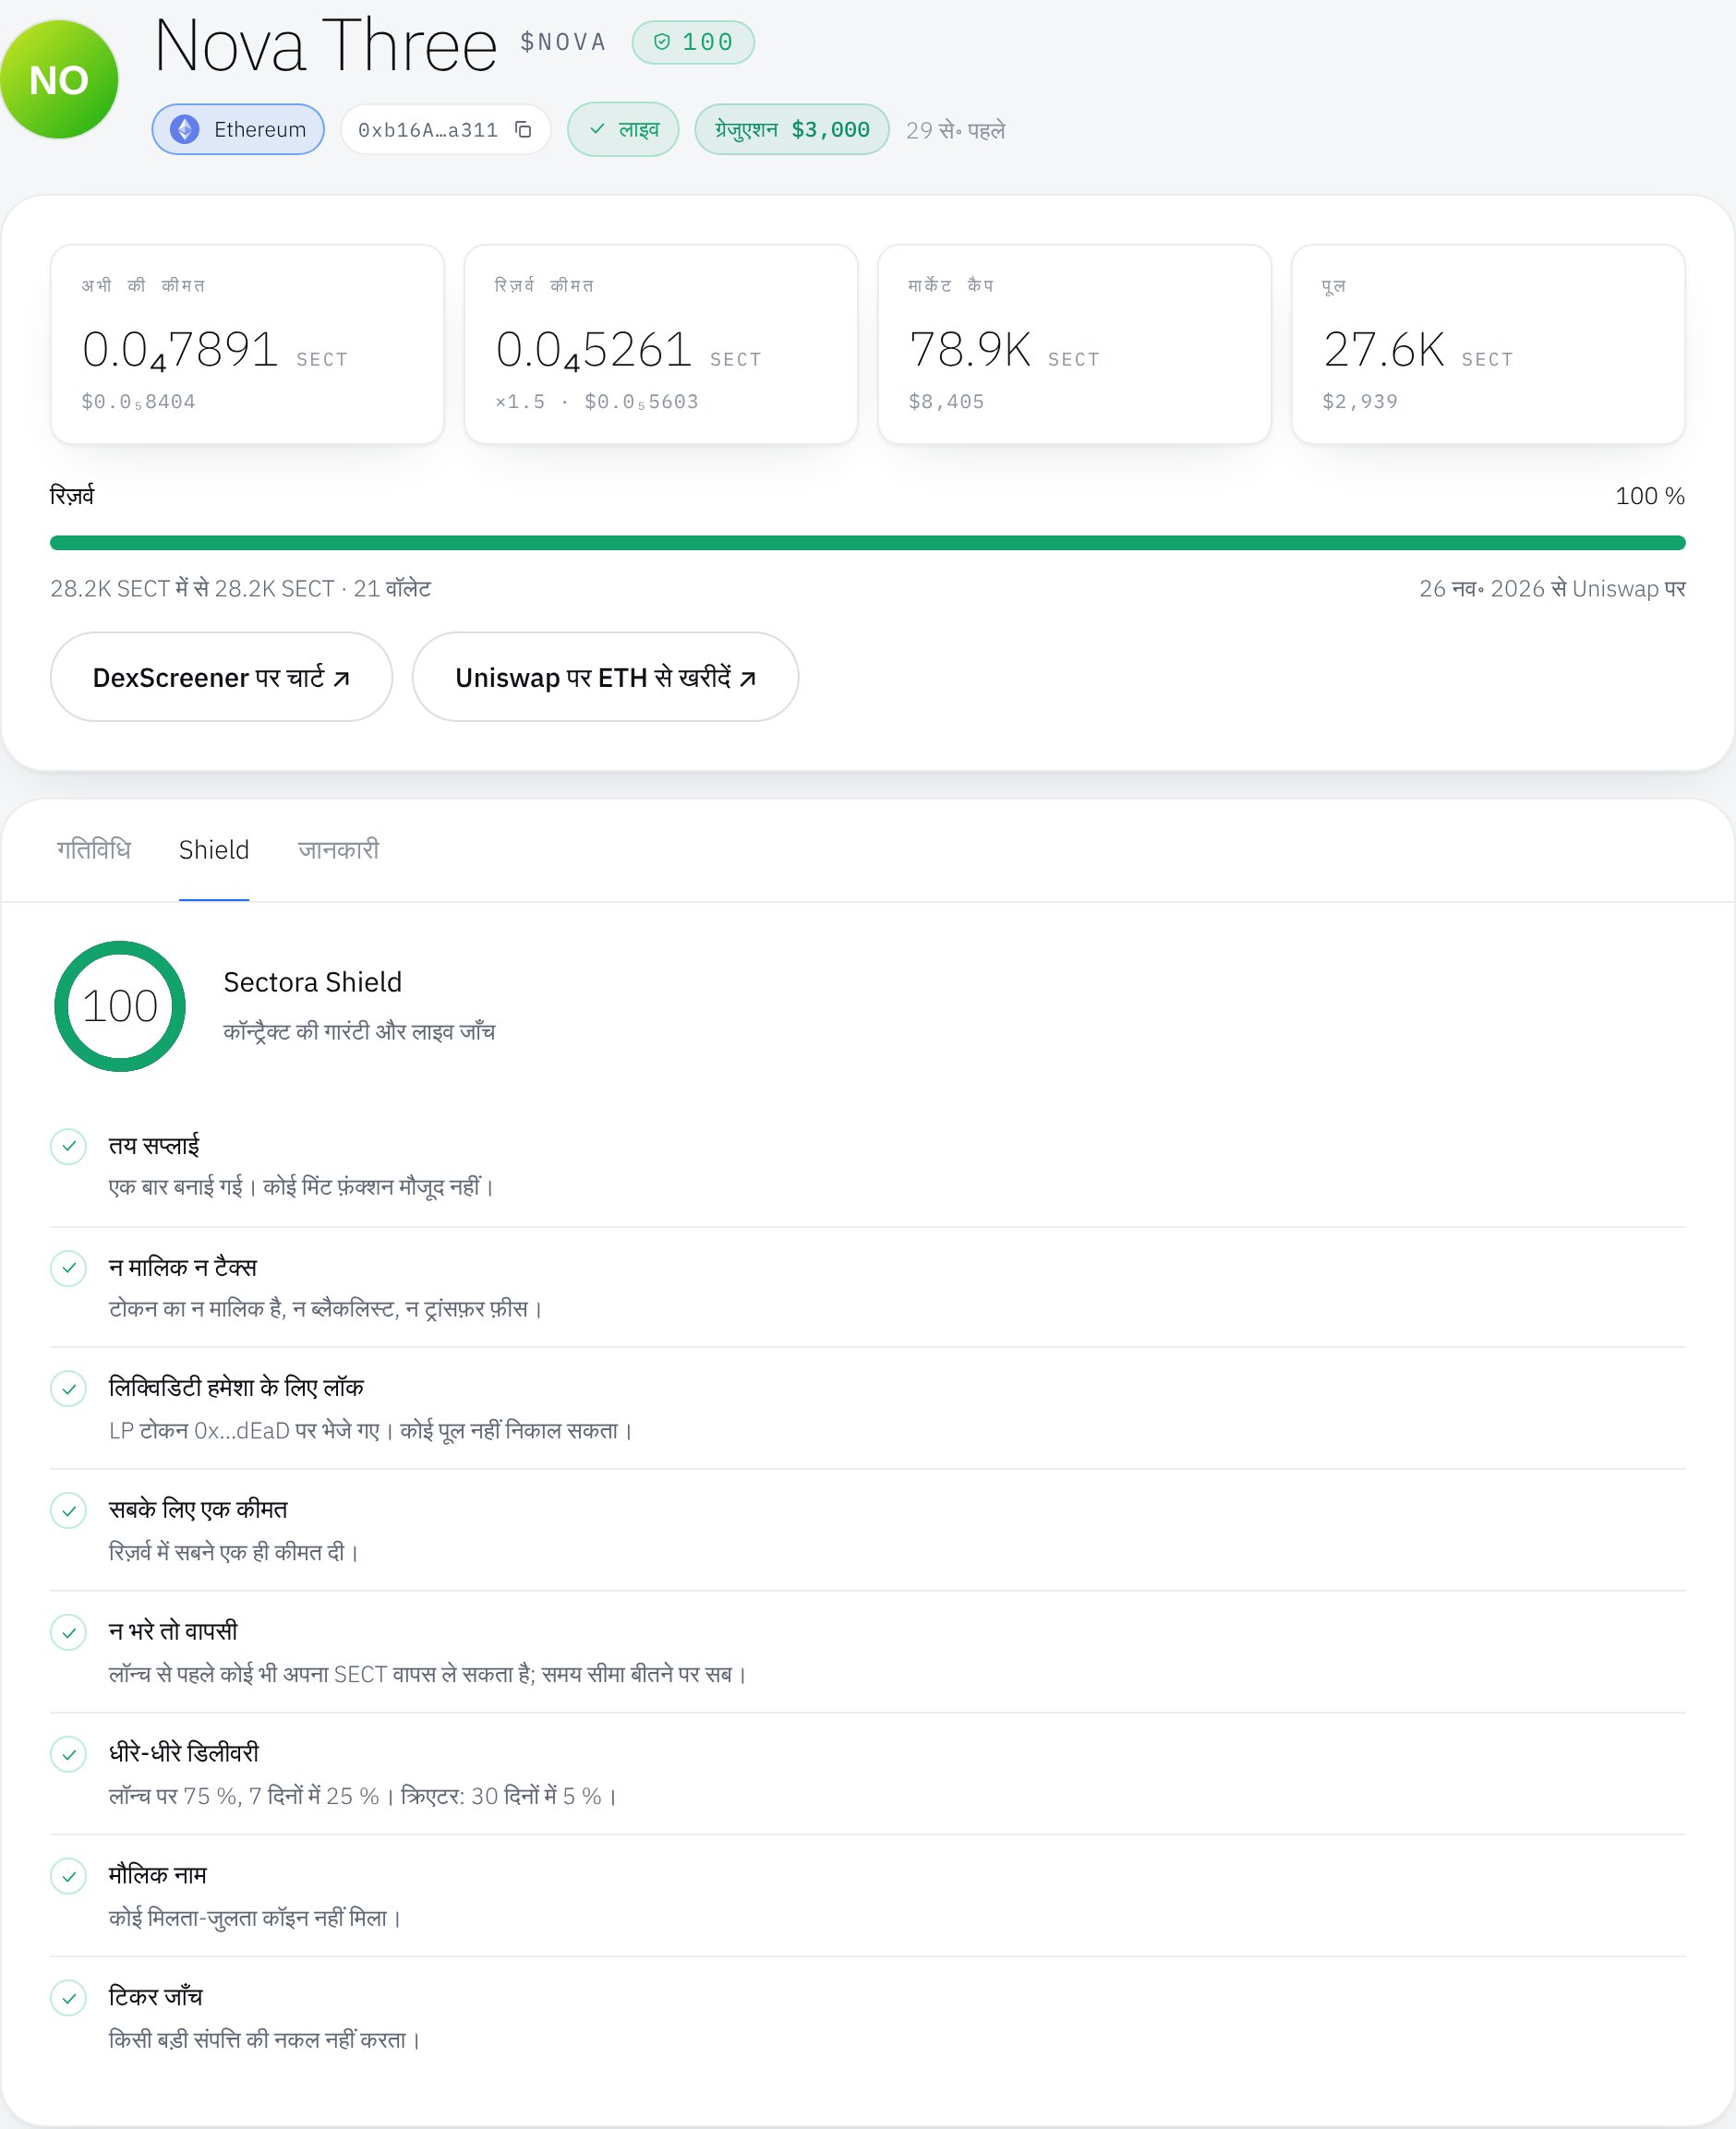 NO
Nova Three $NOVA 100
Ethereum 0xb16A…a311 लाइव ग्रेजुएशन $3,000 29 से॰ पहले
अभी की कीमत
0.0₄7891 SECT
$0.0₅8404
रिज़र्व कीमत
0.0₄5261 SECT
×1.5 · $0.0₅5603
मार्केट कैप
78.9K SECT
$8,405
पूल
27.6K SECT
$2,939
रिज़र्व 100 %
28.2K SECT में से 28.2K SECT · 21 वॉलेट 26 नव॰ 2026 से Uniswap पर
DexScreener पर चार्ट ↗ Uniswap पर ETH से खरीदें ↗
गतिविधि Shield जानकारी
100
Sectora Shield
कॉन्ट्रैक्ट की गारंटी और लाइव जाँच
तय सप्लाई
एक बार बनाई गई। कोई मिंट फ़ंक्शन मौजूद नहीं।
न मालिक न टैक्स
टोकन का न मालिक है, न ब्लैकलिस्ट, न ट्रांसफ़र फ़ीस।
लिक्विडिटी हमेशा के लिए लॉक
LP टोकन 0x…dEaD पर भेजे गए। कोई पूल नहीं निकाल सकता।
सबके लिए एक कीमत
रिज़र्व में सबने एक ही कीमत दी।
न भरे तो वापसी
लॉन्च से पहले कोई भी अपना SECT वापस ले सकता है; समय सीमा बीतने पर सब।
धीरे-धीरे डिलीवरी
लॉन्च पर 75 %, 7 दिनों में 25 %। क्रिएटर: 30 दिनों में 5 %।
मौलिक नाम
कोई मिलता-जुलता कॉइन नहीं मिला।
टिकर जाँच
किसी बड़ी संपत्ति की नकल नहीं करता।